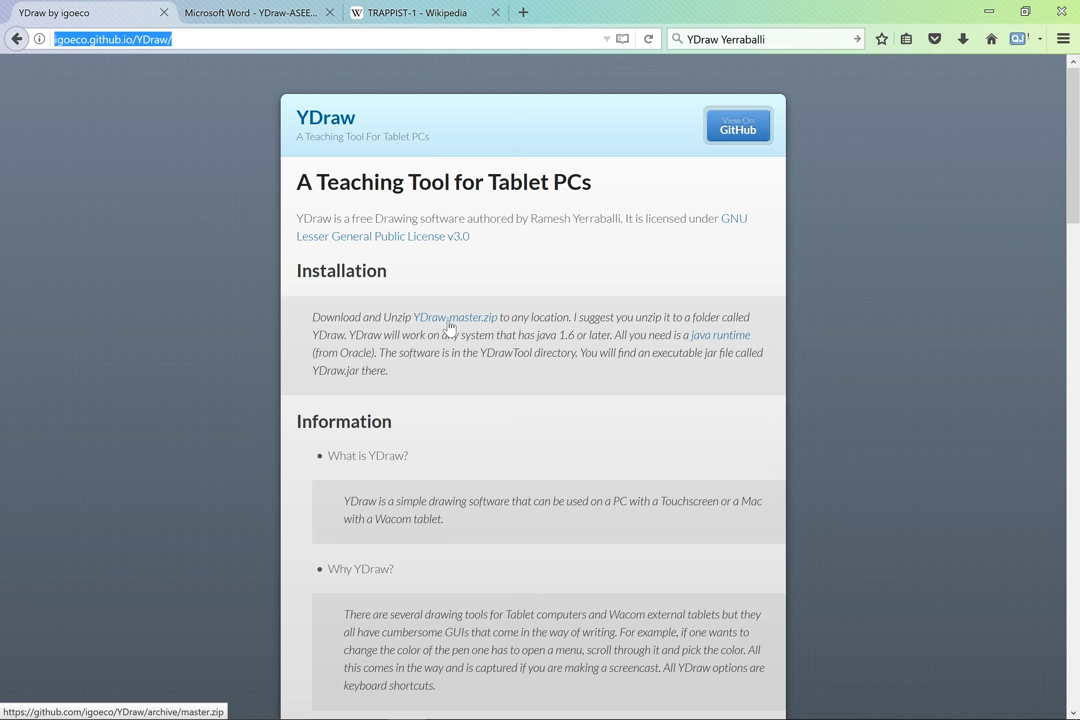 YDraw by igoeco
Microsoft Word - YDraw-ASEE...
TRAPPIST-1 - Wikipedia
igoeco.github.io/YDraw/
YDraw Yerraballi
YDraw
A Teaching Tool For Tablet PCs
View On
GitHub
A Teaching Tool for Tablet PCs
YDraw is a free Drawing software authored by Ramesh Yerraballi. It is licensed under GNU
Lesser General Public License v3.0
Installation
Download and Unzip YDraw-master.zip to any location. I suggest you unzip it to a folder called
YDraw. YDraw will work on any system that has java 1.6 or later. All you need is a java runtime
(from Oracle). The software is in the YDrawTool directory. You will find an executable jar file called
YDraw.jar there.
Information
• What is YDraw?
YDraw is a simple drawing software that can be used on a PC with a Touchscreen or a Mac
with a Wacom tablet.
• Why YDraw?
There are several drawing tools for Tablet computers and Wacom external tablets but they
all have cumbersome GUIs that come in the way of writing. For example, if one wants to
change the color of the pen one has to open a menu, scroll through it and pick the color. All
this comes in the way and is captured if you are making a screencast. All YDraw options are
keyboard shortcuts.
https://github.com/igoeco/YDraw/archive/master.zip